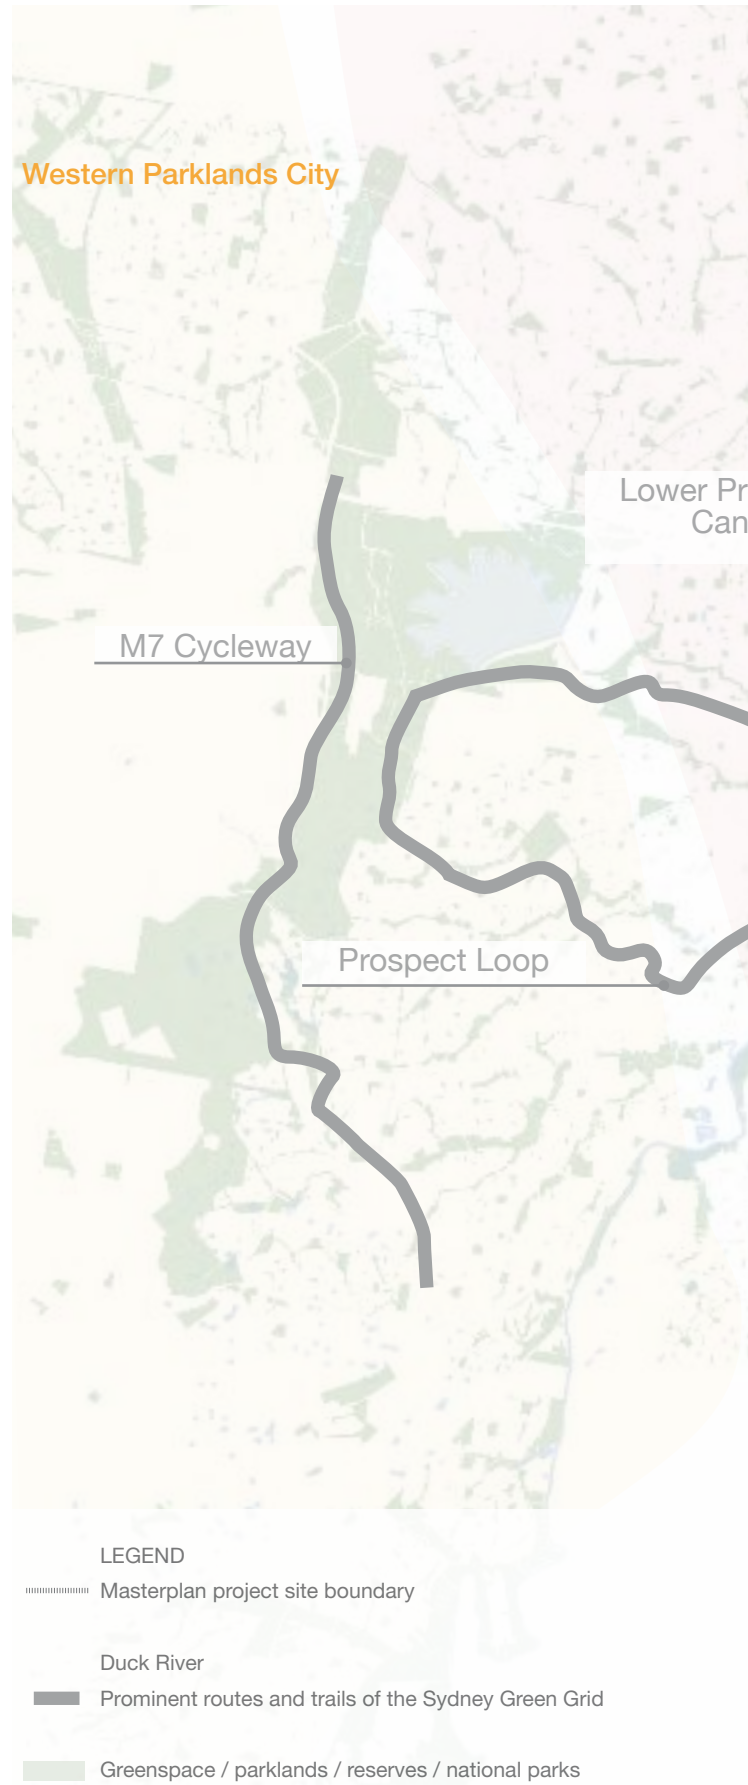 Western Parklands City
Lower Pr
Can
M7 Cycleway
Prospect Loop
LEGEND
Masterplan project site boundary
Duck River
Prominent routes and trails of the Sydney Green Grid
Greenspace / parklands / reserves / national parks